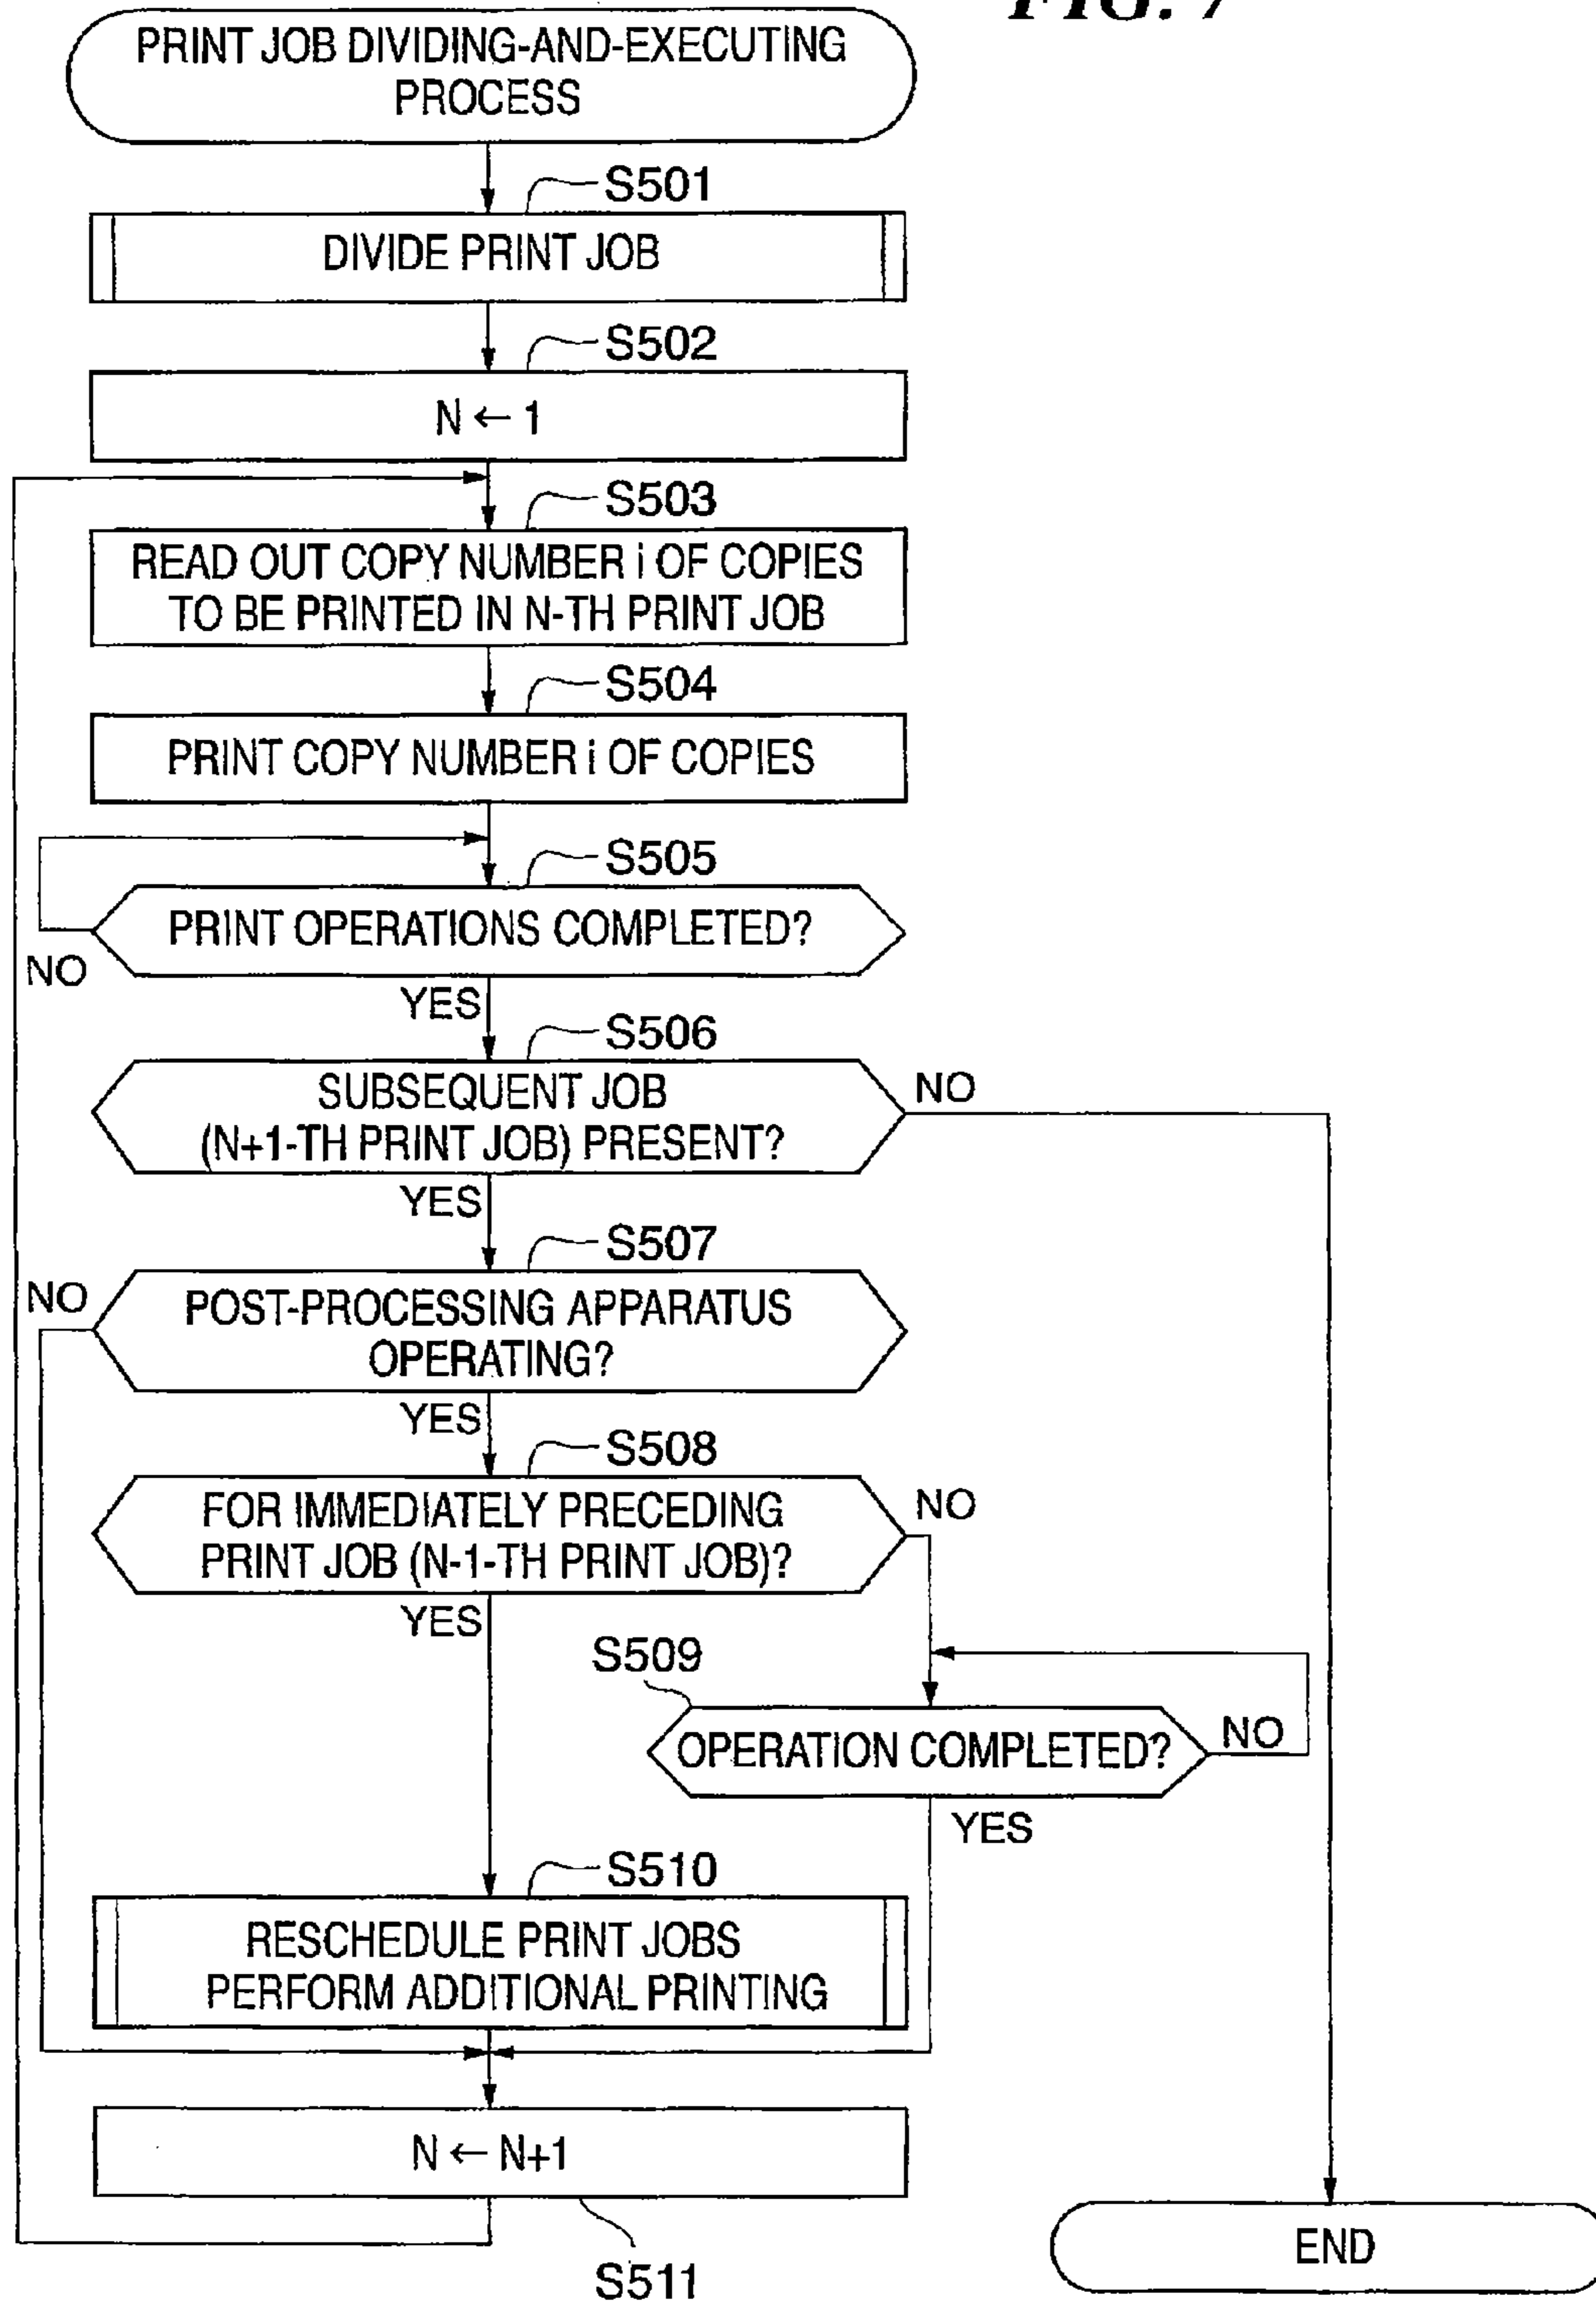 FIG. 7
PRINT JOB DIVIDING-AND-EXECUTING
PROCESS
S501
DIVIDE PRINT JOB
S502
N ← 1
S503
READ OUT COPY NUMBER i OF COPIES
TO BE PRINTED IN N-TH PRINT JOB
S504
PRINT COPY NUMBER i OF COPIES
S505
PRINT OPERATIONS COMPLETED?
NO
YES
S506
SUBSEQUENT JOB
(N+1-TH PRINT JOB) PRESENT?
NO
YES
S507
NO
POST-PROCESSING APPARATUS
OPERATING?
YES
S508
FOR IMMEDIATELY PRECEDING
PRINT JOB (N-1-TH PRINT JOB)?
NO
YES
S509
OPERATION COMPLETED?
NO
YES
S510
RESCHEDULE PRINT JOBS
PERFORM ADDITIONAL PRINTING
N ← N+1
S511
END